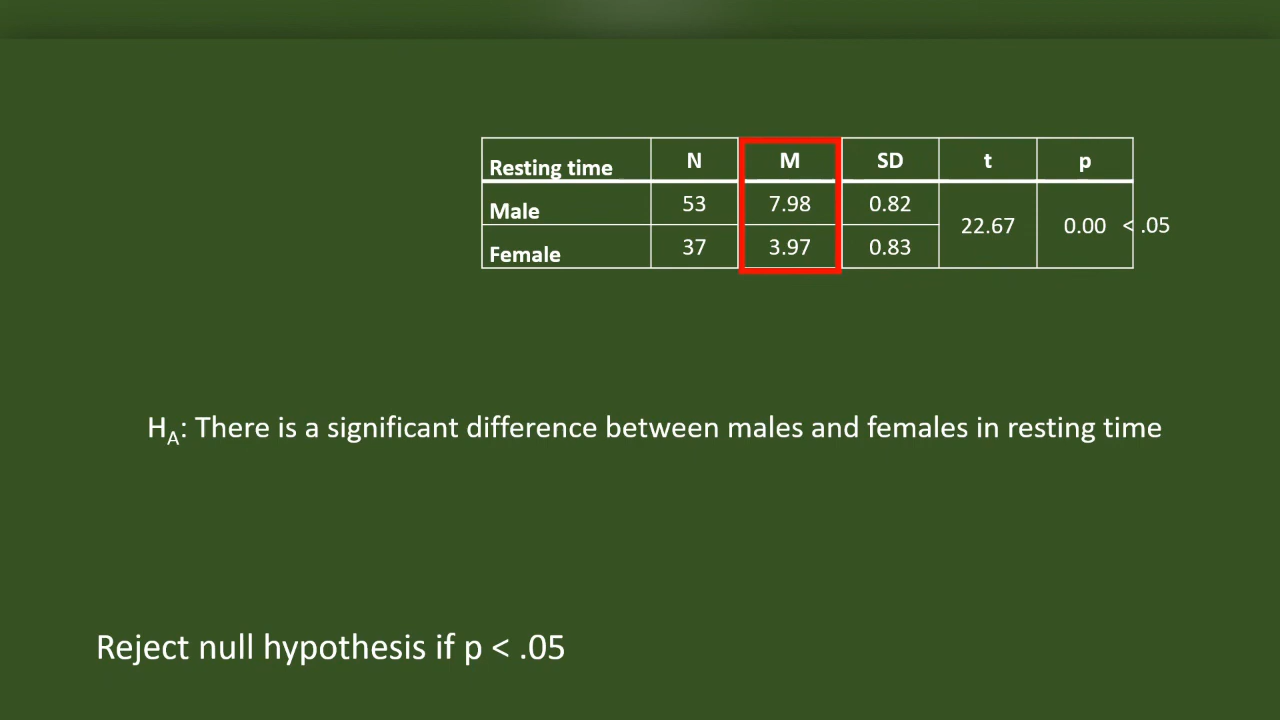 Resting time N M SD t p
Male 53 7.98 0.82 22.67 0.00 < .05
Female 37 3.97 0.83
HA: There is a significant difference between males and females in resting time
Reject null hypothesis if p < .05